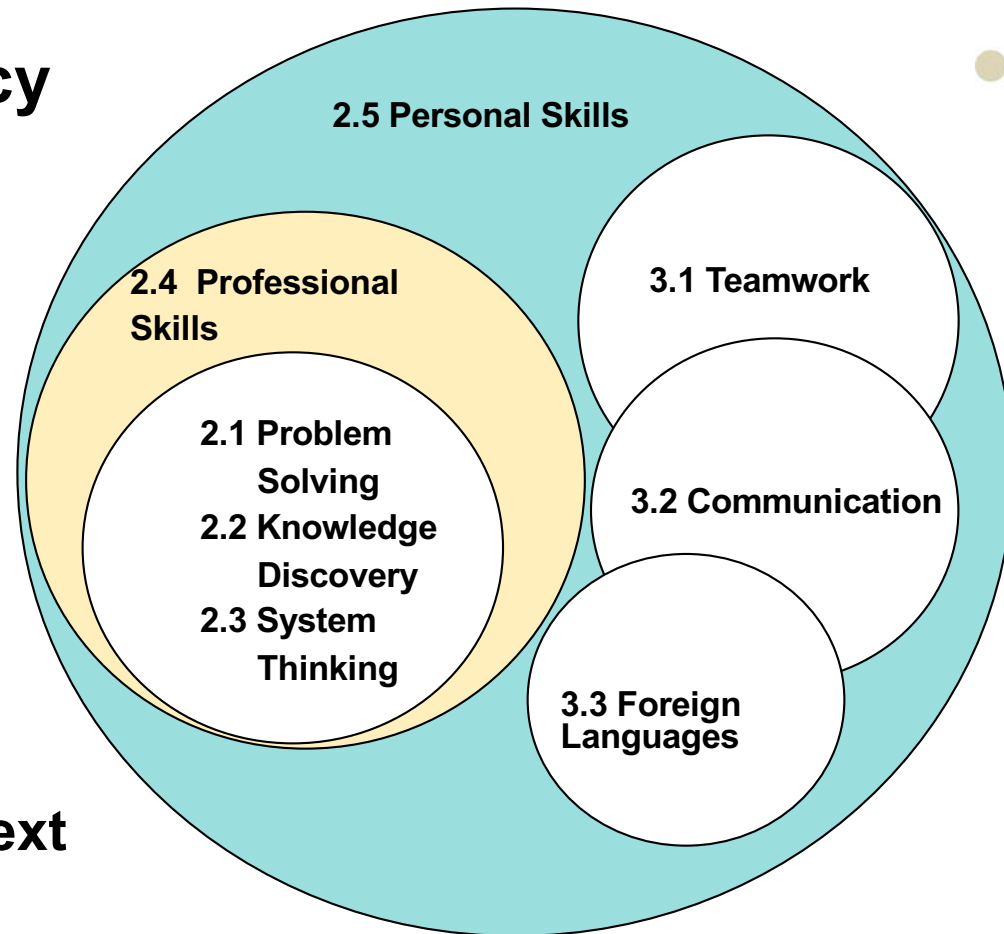 cy
2.5 Personal Skills
2.4 Professional
Skills
2.1 Problem
Solving
2.2 Knowledge
Discovery
2.3 System
Thinking
3.1 Teamwork
3.2 Communication
3.3 Foreign
Languages
ext